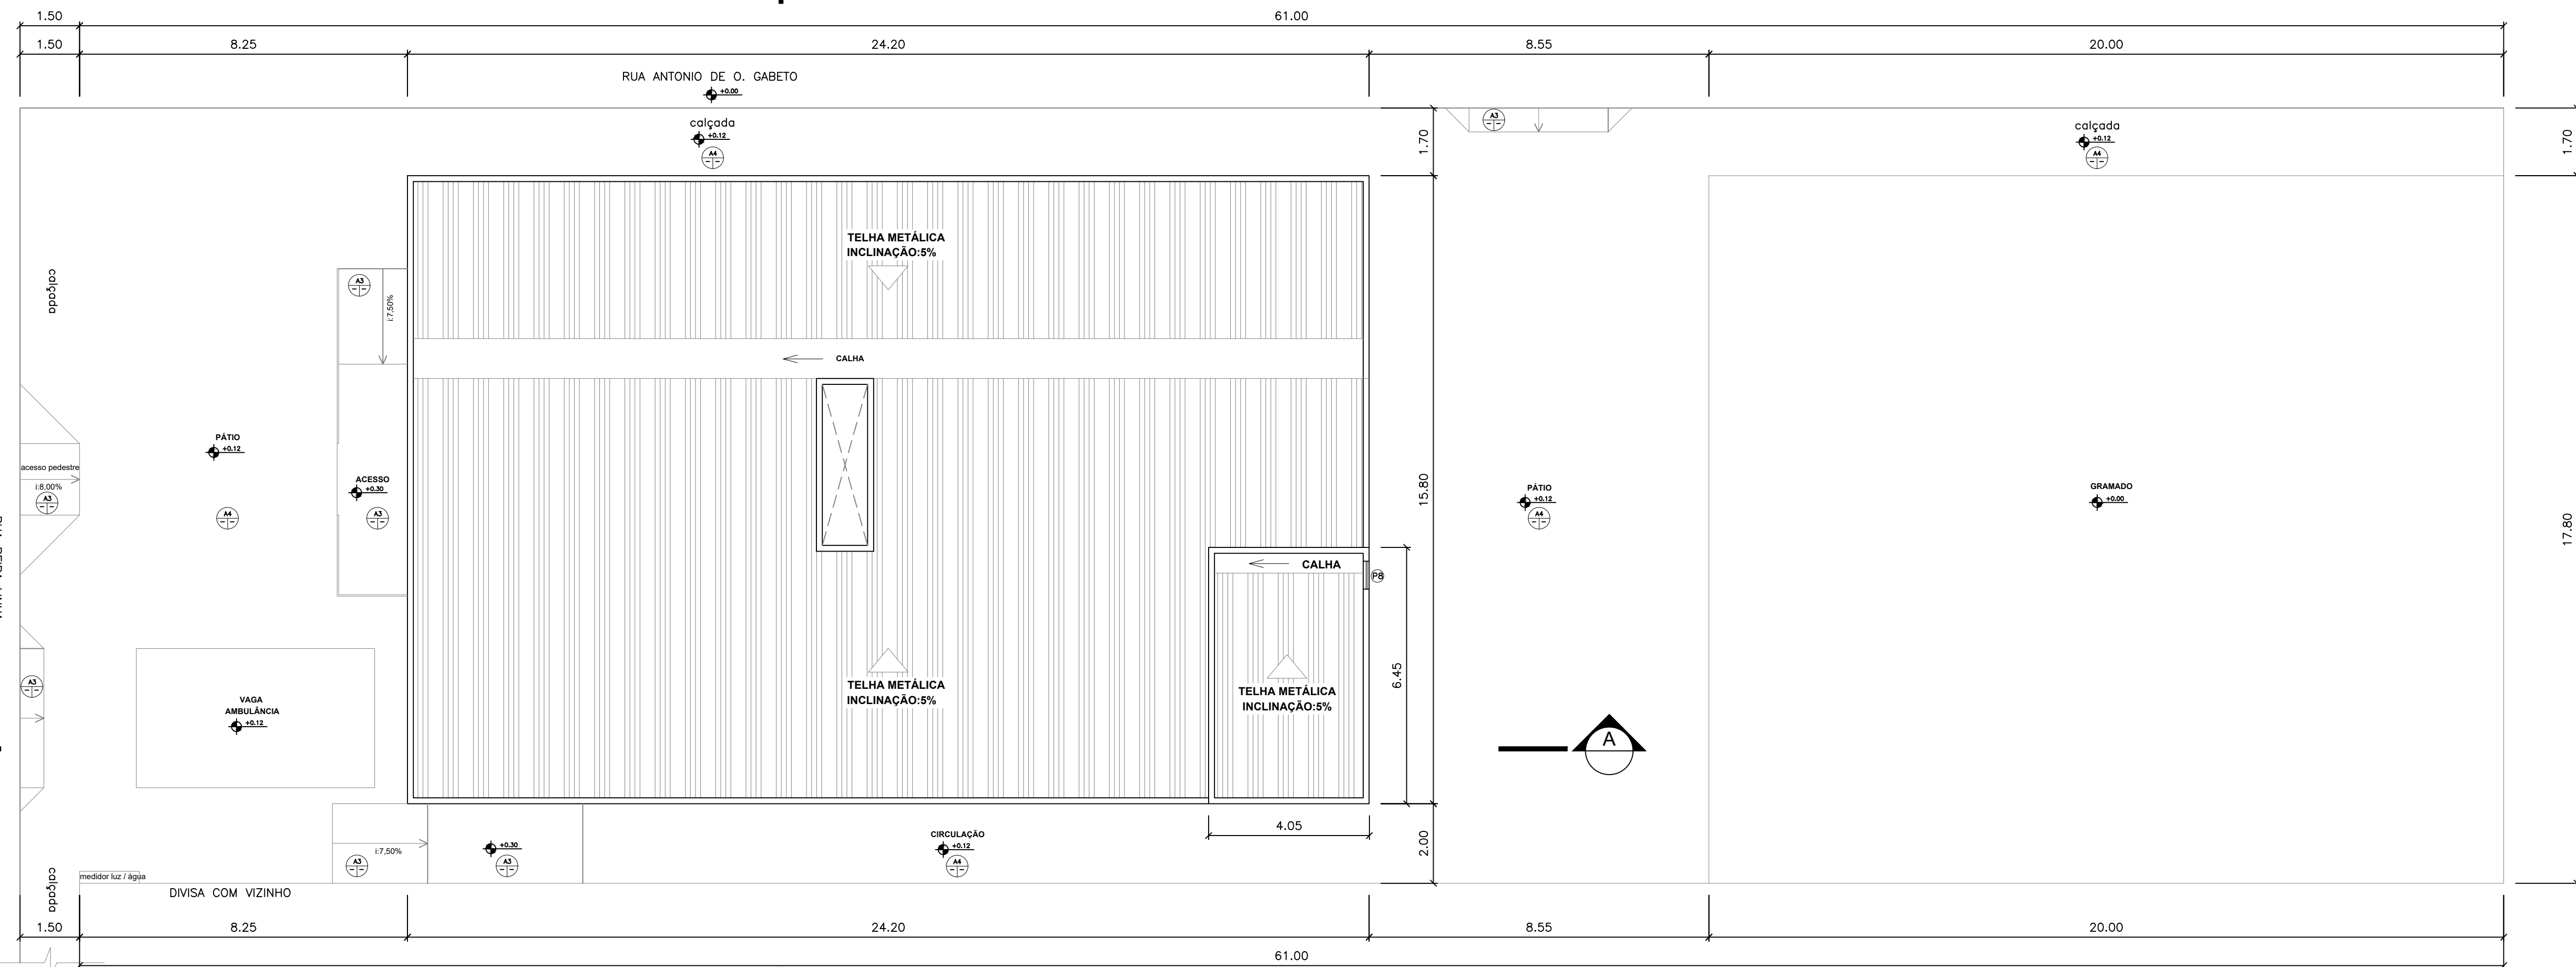 1.50
61.00
1.50
8.25
24.20
8.55
20.00
RUA ANTONIO DE O. GABETO
+0.00
calçada
+0.12
A4
A3
calçada
+0.12
A4
1.70
1.70
TELHA METÁLICA
INCLINAÇÃO:5%
calçada
A3
i:7,50%
CALHA
PÁTIO
+0.12
A4
acesso pedestre
i:8,00%
A3
ACESSO
+0.30
A3
15.80
PÁTIO
+0.12
A4
GRAMADO
+0.00
17.80
CALHA
P8
6.45
TELHA METÁLICA
INCLINAÇÃO:5%
TELHA METÁLICA
INCLINAÇÃO:5%
A3
VAGA
AMBULÂNCIA
+0.12
A
4.05
2.00
i:7,50%
A3
+0.30
A3
CIRCULAÇÃO
+0.12
A4
calçada
medidor luz / água
DIVISA COM VIZINHO
1.50
8.25
24.20
8.55
20.00
61.00